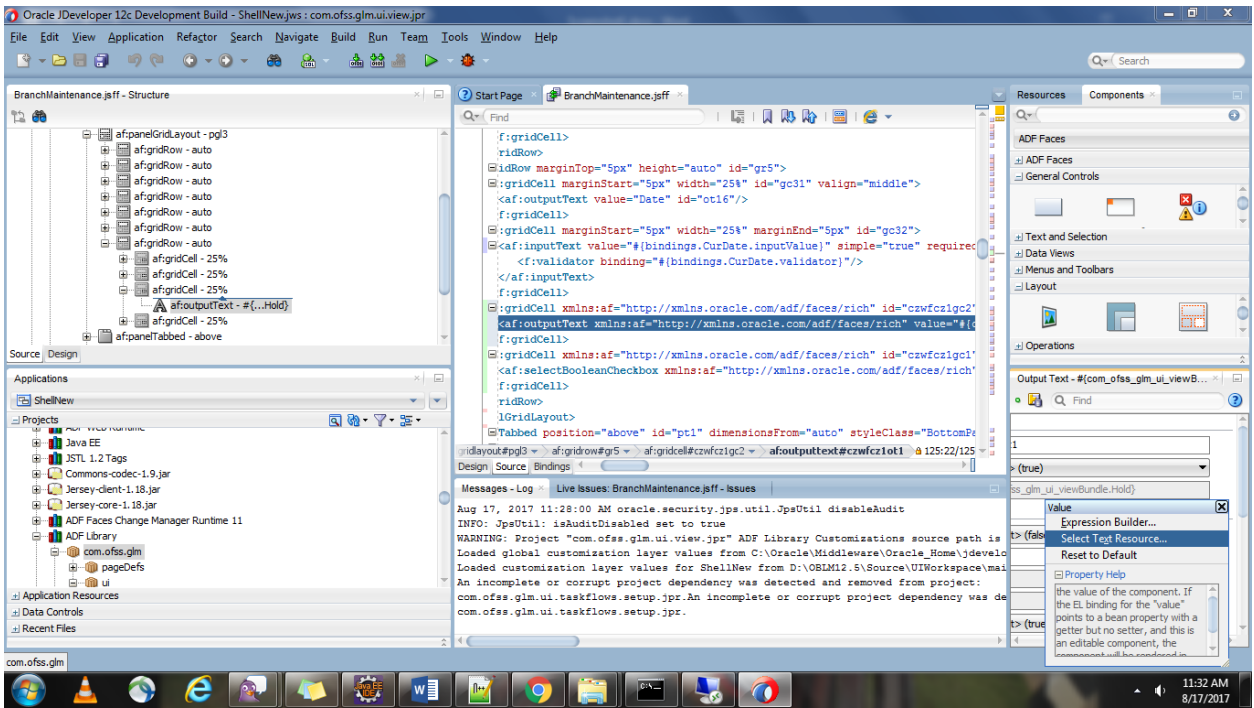 Oracle JDeveloper 12c Development Build - ShellNew.jws : com.ofss.glm.ui.view.jpr
File Edit View Application Refactor Search Navigate Build Run Team Tools Window Help
Search
BranchMaintenance.jsff - Structure
af:panelGridLayout - pgl3
af:gridRow - auto
af:gridRow - auto
af:gridRow - auto
af:gridRow - auto
af:gridRow - auto
af:gridRow - auto
af:gridRow - auto
af:gridCell - 25%
af:gridCell - 25%
af:gridCell - 25%
af:outputText - #{...Hold}
af:gridCell - 25%
af:panelTabbed - above
Source Design
Applications
ShellNew
Projects
ADF Web Runtime
Java EE
JSTL 1.2 Tags
Commons-codec-1.9.jar
Jersey-client-1.18.jar
Jersey-core-1.18.jar
ADF Faces Change Manager Runtime 11
ADF Library
com.ofss.glm
pageDefs
ui
Application Resources
Data Controls
Recent Files
com.ofss.glm
Start Page BranchMaintenance.jsff
Find
f:gridCell>
ridRow>
idRow marginTop="5px" height="auto" id="gr5">
:gridCell marginStart="5px" width="25%" id="gc31" valign="middle">
<af:outputText value="Date" id="ot16"/>
f:gridCell>
:gridCell marginStart="5px" width="25%" marginEnd="5px" id="gc32">
<af:inputText value="#{bindings.CurDate.inputValue}" simple="true" required
<f:validator binding="#{bindings.CurDate.validator}"/>
</af:inputText>
f:gridCell>
:gridCell xmlns:af="http://xmlns.oracle.com/adf/faces/rich" id="czwfcz1gc2"
<af:outputText xmlns:af="http://xmlns.oracle.com/adf/faces/rich" value="#{c
f:gridCell>
:gridCell xmlns:af="http://xmlns.oracle.com/adf/faces/rich" id="czwfcz1gc1"
<af:selectBooleanCheckbox xmlns:af="http://xmlns.oracle.com/adf/faces/rich"
f:gridCell>
ridRow>
lGridLayout>
Tabbed position="above" id="pt1" dimensionsFrom="auto" styleClass="BottomPa
ridlayout#pgl3 af:gridrow#gr5 af:gridcell#czwfcz1gc2 af:outputtext#czwfcz1ot1 125:22/125
Design Source Bindings
Messages - Log Live Issues: BranchMaintenance.jsff - Issues
Aug 17, 2017 11:28:00 AM oracle.security.jps.util.JpsUtil disableAudit
INFO: JpsUtil: isAuditDisabled set to true
WARNING: Project "com.ofss.glm.ui.view.jpr" ADF Library Customizations source path is
Loaded global customization layer values from C:\Oracle\Middleware\Oracle_Home\jdevelo
Loaded customization layer values for ShellNew from D:\OBLM12.5\Source\UIWorkspace\mai
An incomplete or corrupt project dependency was detected and removed from project:
com.ofss.glm.ui.taskflows.setup.jpr.An incomplete or corrupt project dependency was de
com.ofss.glm.ui.taskflows.setup.jpr.
Resources Components
ADF Faces
ADF Faces
General Controls
Text and Selection
Data Views
Menus and Toolbars
Layout
Operations
Output Text - #{com_ofss_glm_ui_viewB...
Find
:1
> (true)
ss_glm_ui_viewBundle.Hold}
t> (false
t> (true
Value
Expression Builder...
Select Text Resource...
Reset to Default
Property Help
the value of the component. If
the EL binding for the "value"
points to a bean property with a
getter but no setter, and this is
an editable component, the
component will be rendered in
Java EE
IDE
11:32 AM
8/17/2017